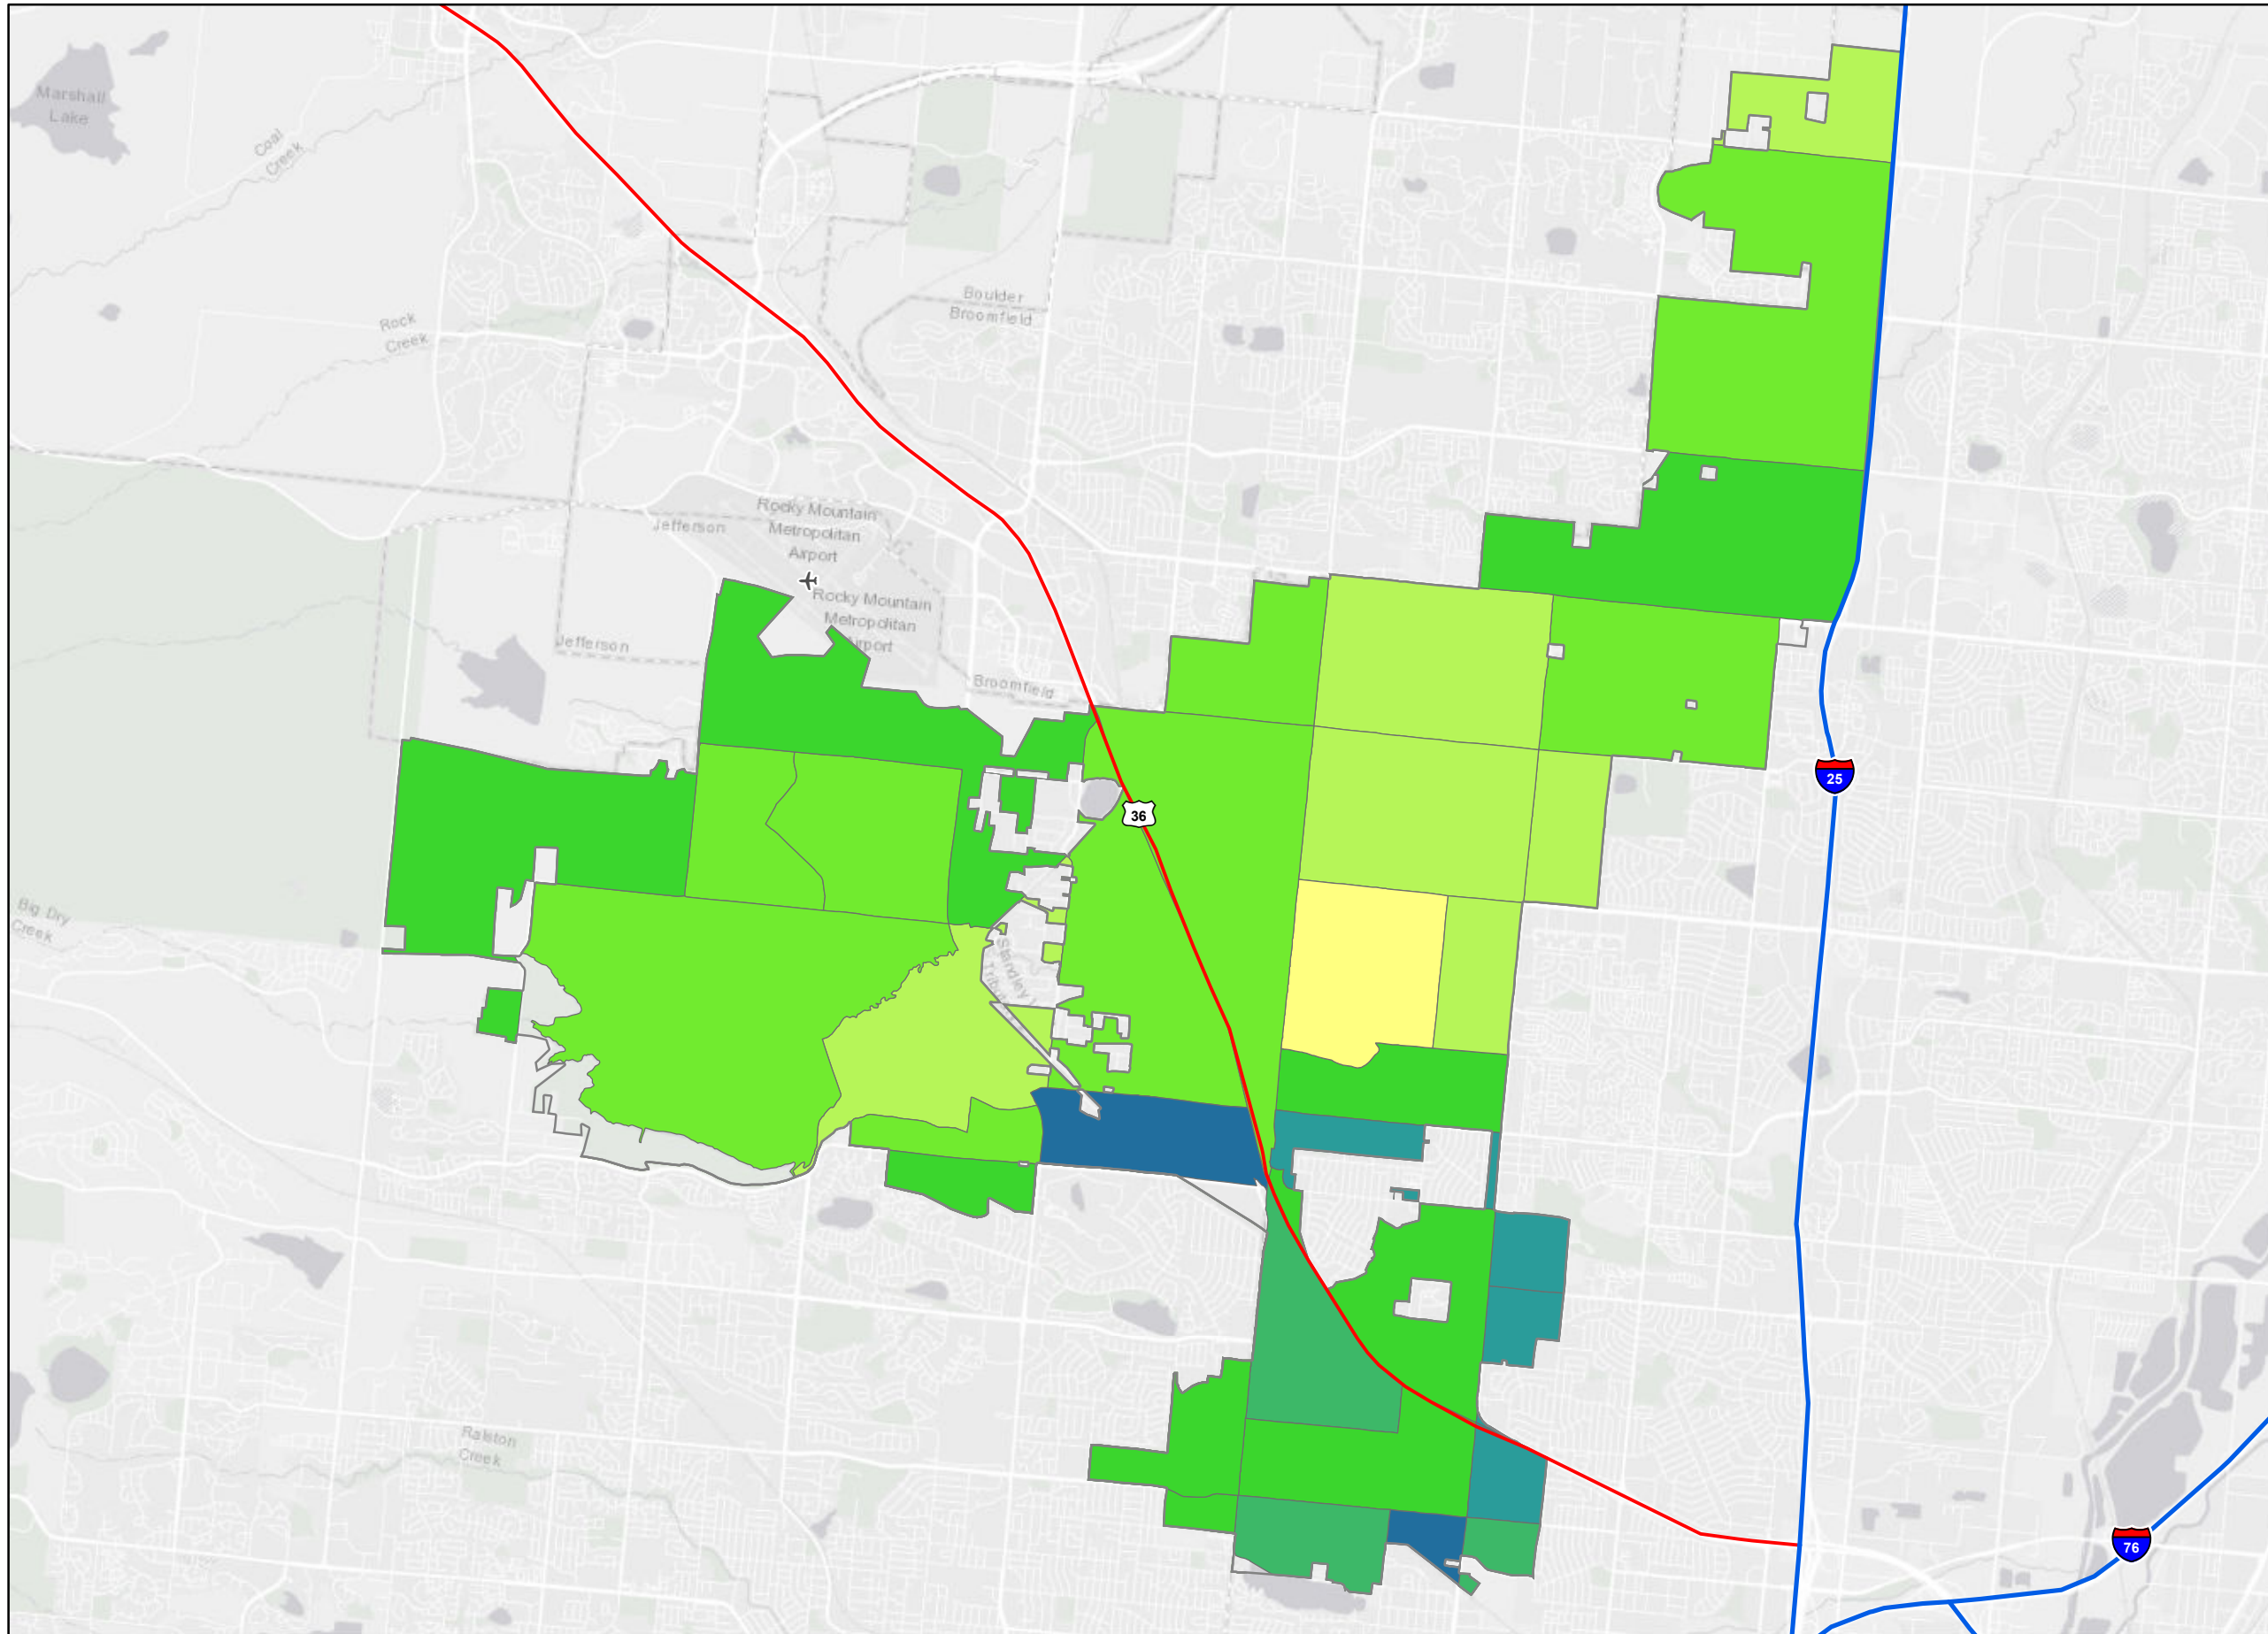 Marshall
Lake
Coal
Creek
Boulder
Broomfield
Rock
Creek
Rocky Mountain
Metropolitan
Airport
Jefferson
Rocky Mountain
Metropolitan
Airport
Jefferson
Broomfield
25
36
Big Dry
Creek
Standley
Ralston
Creek
76